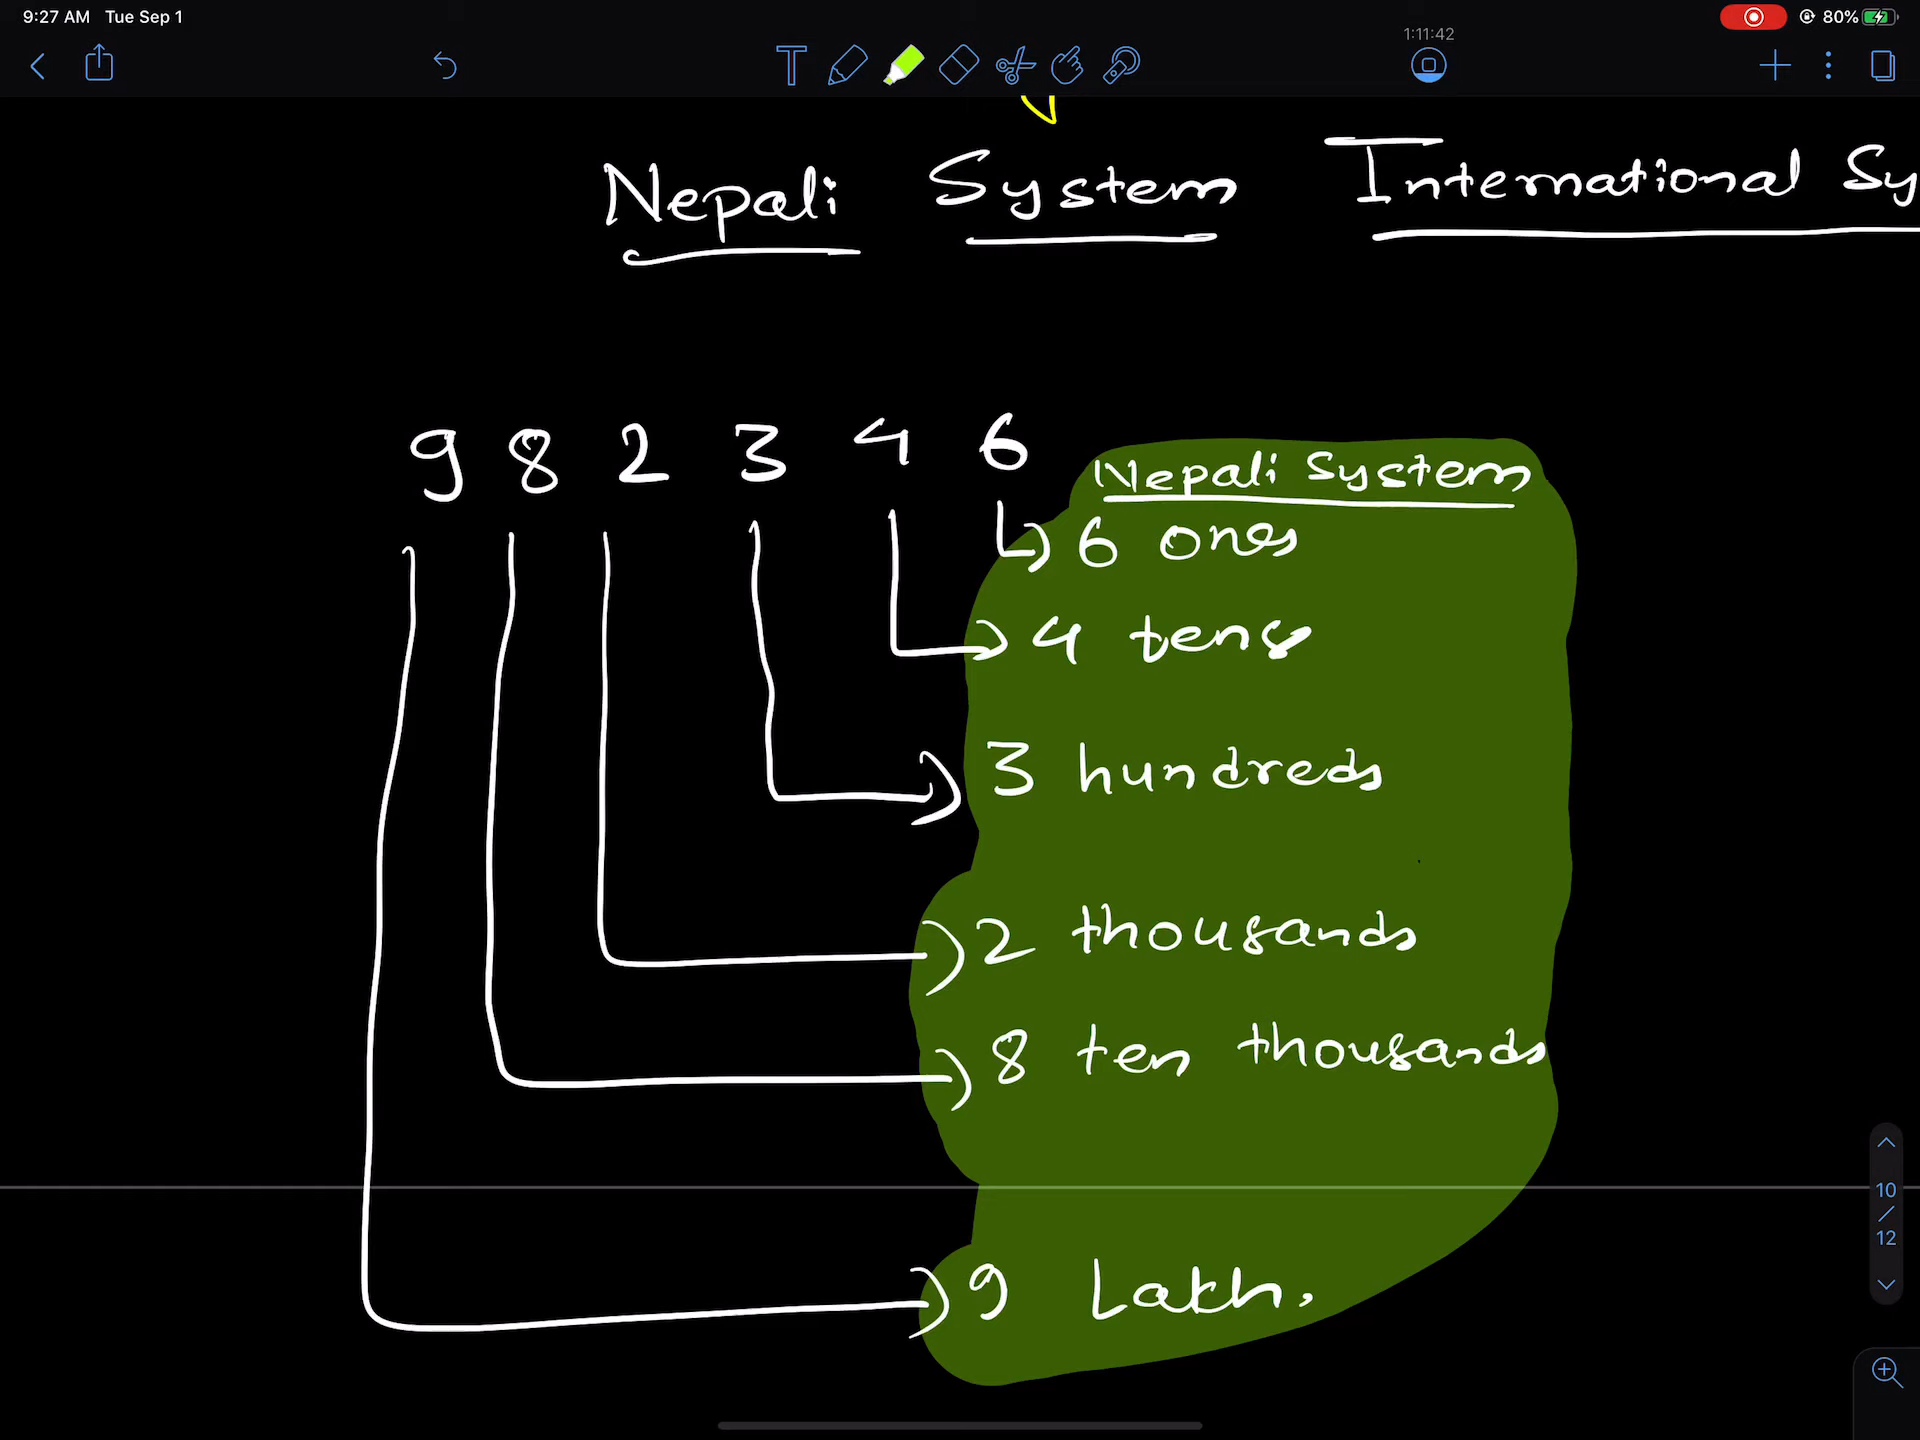 9:27 AM Tue Sep 1
80%
1:11:42
Nepali System International Sy
9 8 2 3 4 6
Nepali System
6 ones
4 tens
3 hundreds
2 thousands
8 ten thousands
9 Lakh.
10
/
12